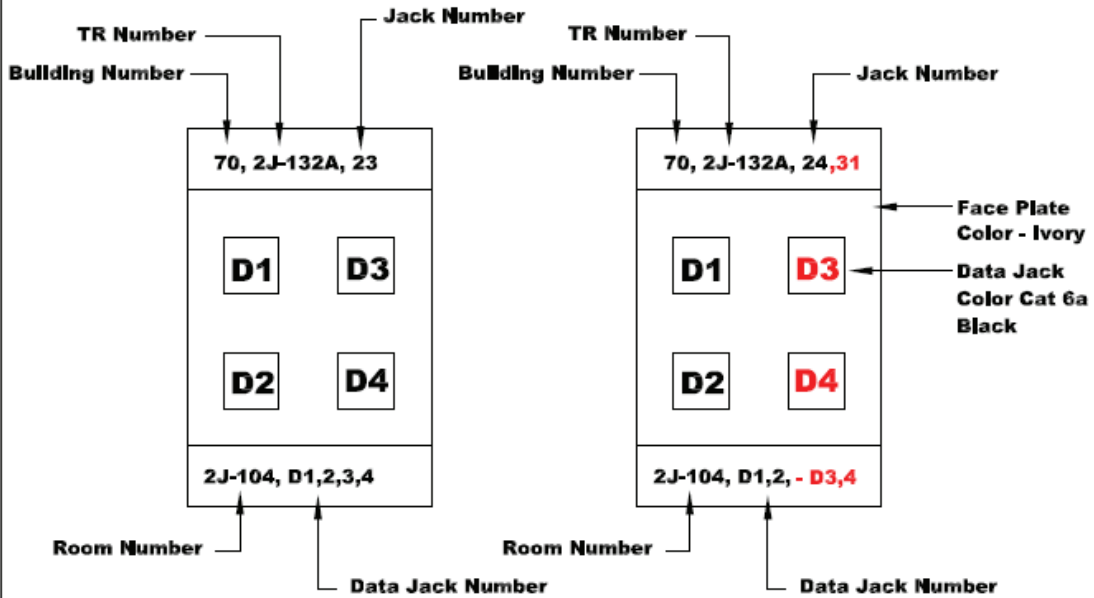 Jack Number
TR Number
Building Number
70, 2J-132A, 23
D1 D3
D2 D4
2J-104, D1,2,3,4
Room Number
Data Jack Number
TR Number
Building Number
Jack Number
70, 2J-132A, 24,31
Face Plate
Color - Ivory
D1 D3
Data Jack
Color Cat 6a
Black
D2 D4
2J-104, D1,2, - D3,4
Room Number
Data Jack Number